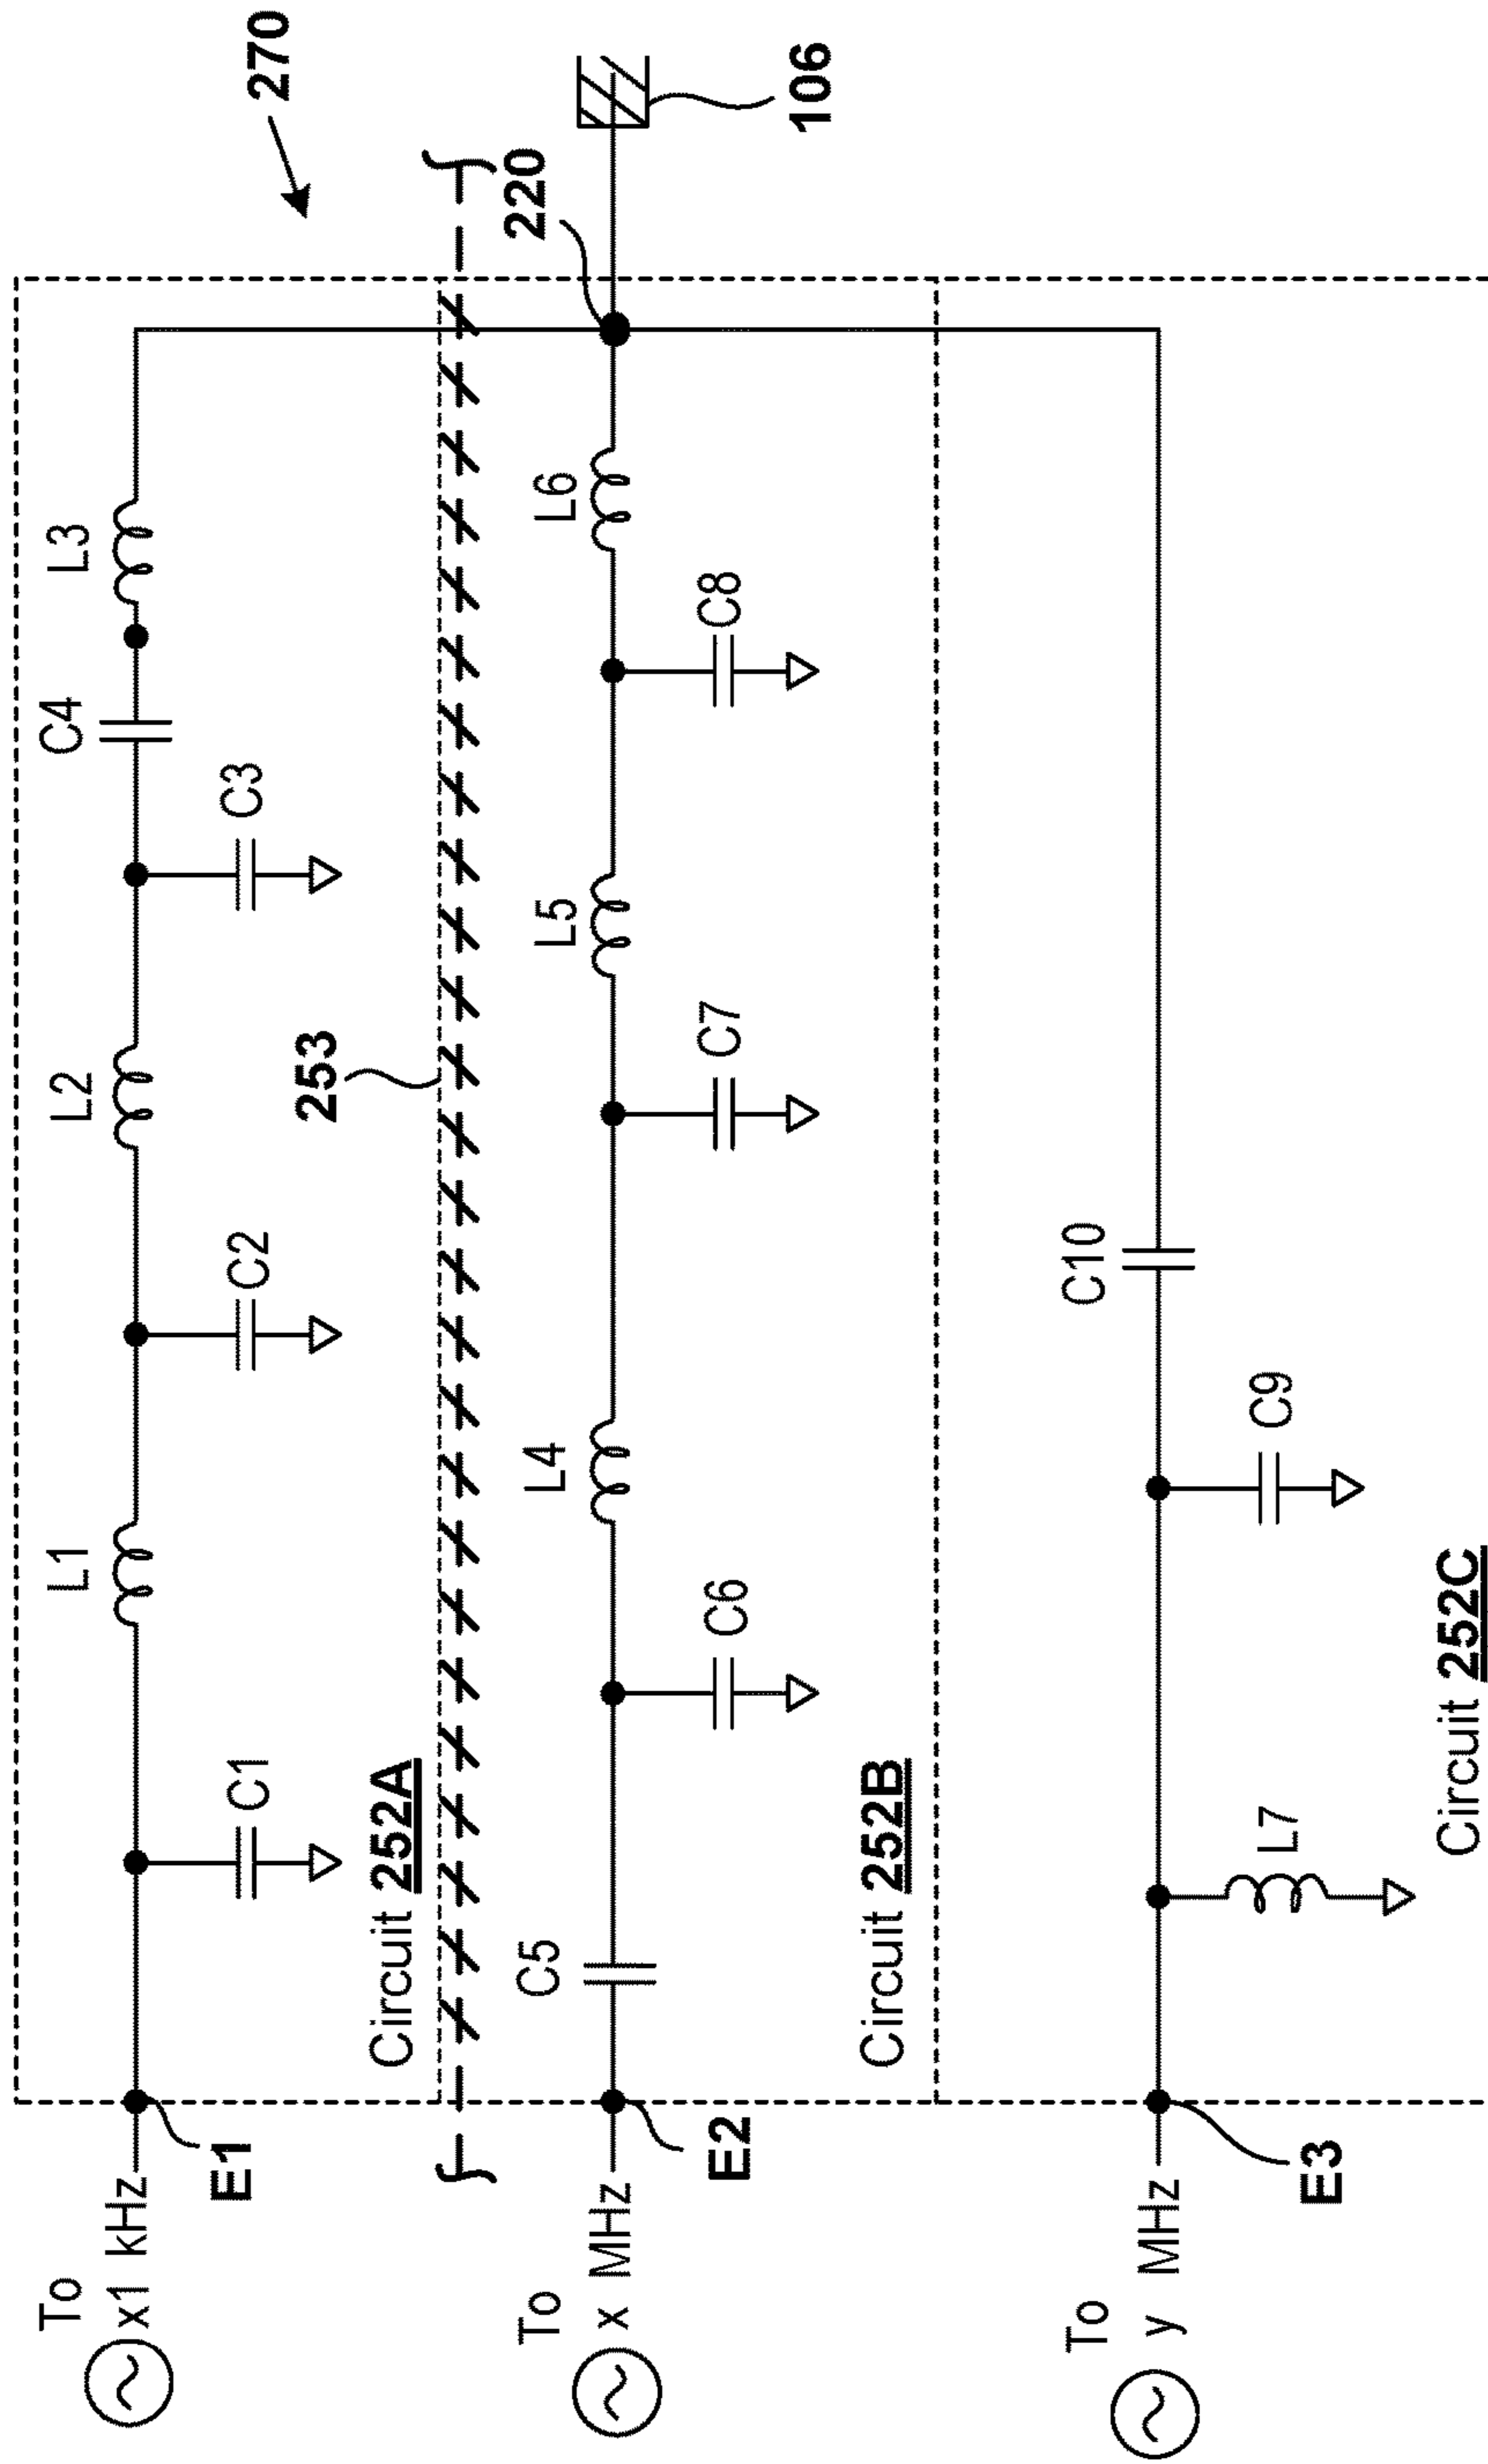 270
L3
C4
C3
L2
C2
L1
C1
253
Circuit 252A
To
x1 kHz
E1
220
106
L6
C8
L5
C7
L4
C6
C5
Circuit 252B
To
x MHz
E2
C10
C9
L7
Circuit 252C
To
y MHz
E3